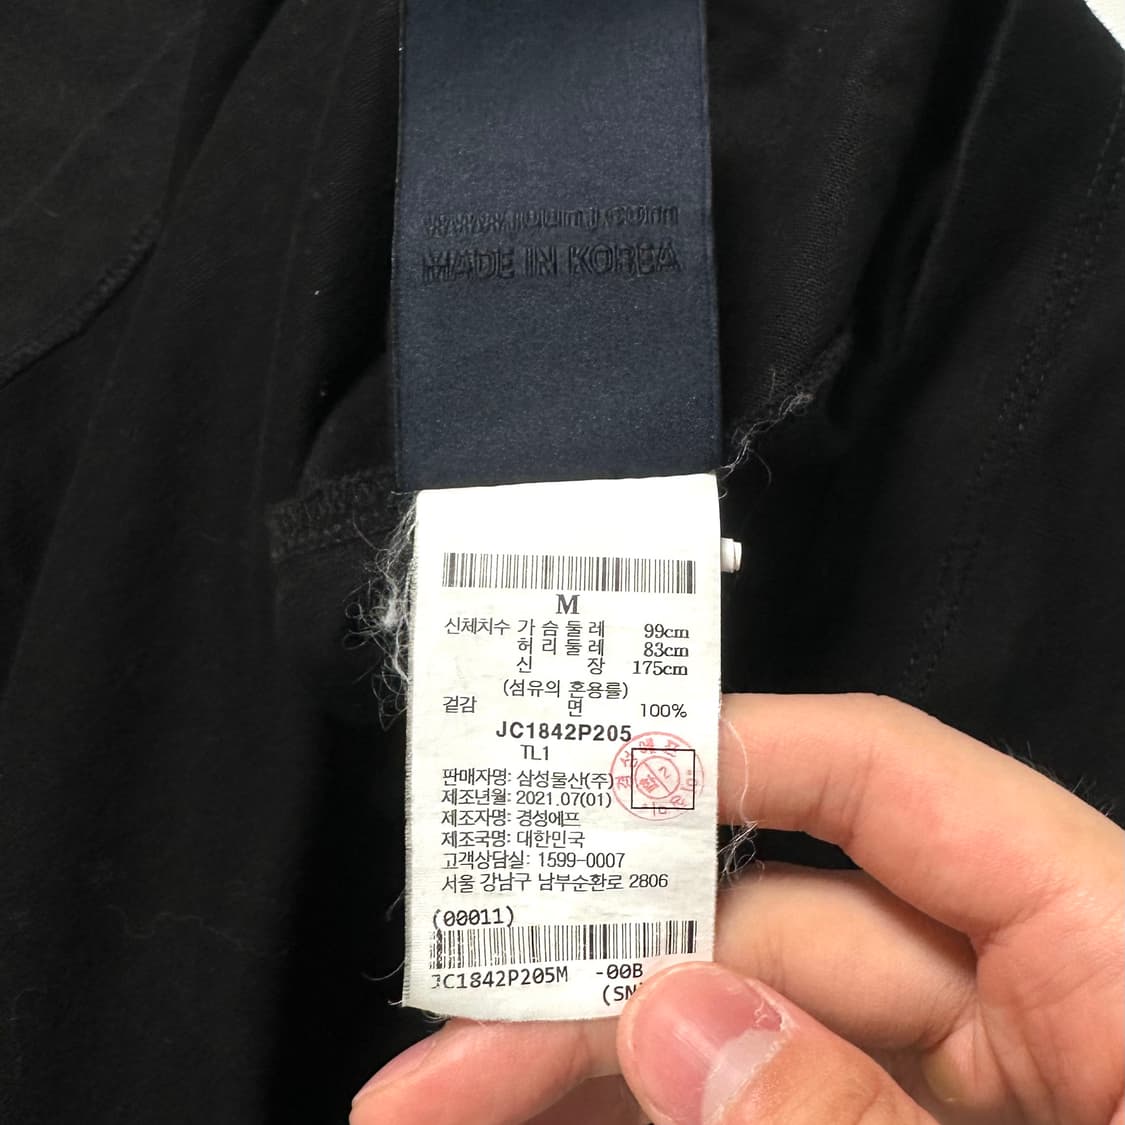 www.juunj.com
MADE IN KOREA
M
신체치수 가 슴 둘 레 99cm
허 리 둘 레 83cm
신 장 175cm
(섬유의 혼용률)
겉감 면 100%
JC1842P205
TL1
판매자명: 삼성물산(주)
제조년월: 2021.07(01)
제조자명: 경성에프
제조국명: 대한민국
고객상담실: 1599-0007
서울 강남구 남부순환로 2806
(00011)
JC1842P205M -00B